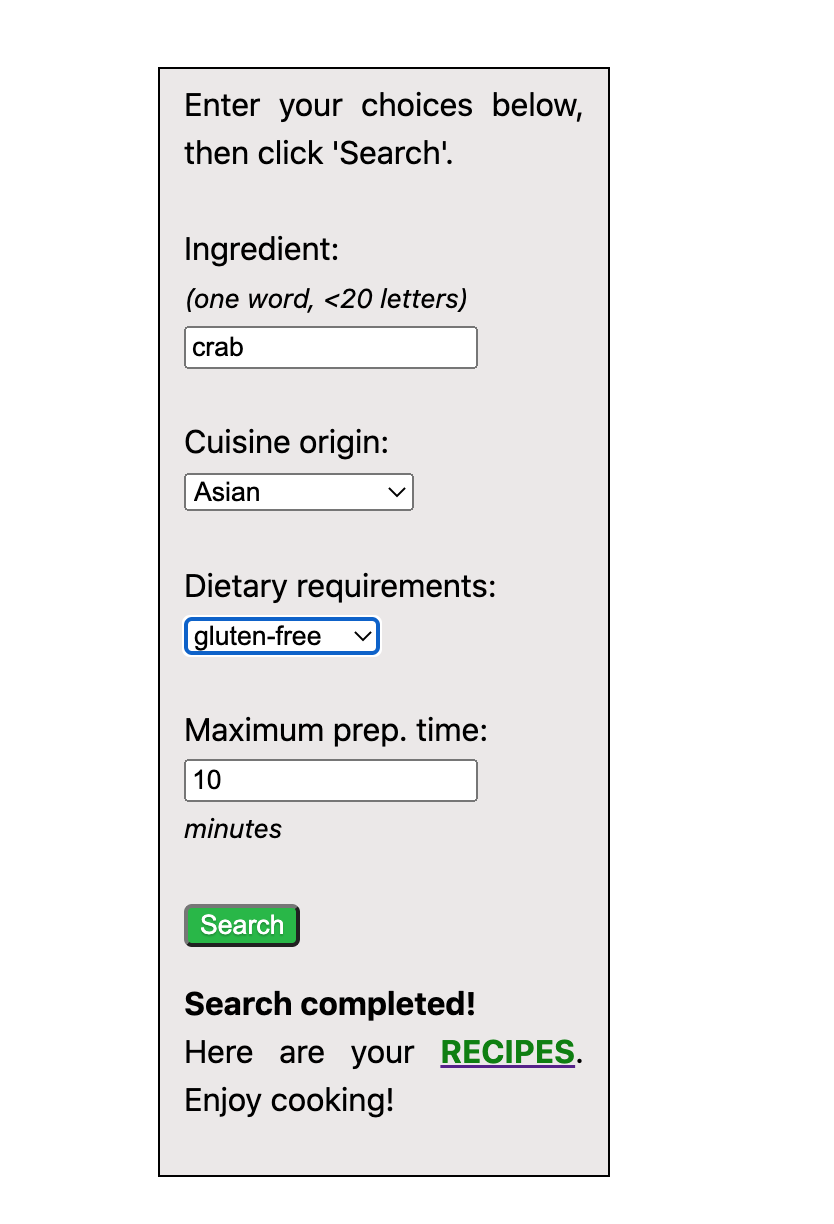 Enter your choices below,
then click 'Search'.
Ingredient:
(one word, <20 letters)
crab
Cuisine origin:
Asian
Dietary requirements:
gluten-free
Maximum prep. time:
10
minutes
Search
Search completed!
Here are your RECIPES.
Enjoy cooking!